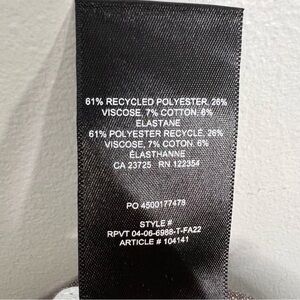 61% RECYCLED POLYESTER, 26%
VISCOSE, 7% COTTON, 6%
ELASTANE
61% POLYESTER RECYCLÉ, 26%
VISCOSE, 7% COTON, 6%
ÉLASTHANNE
CA 23725 RN 122354
PO 4500177478
STYLE #
RPVT 04-06-6988-T-FA22
ARTICLE # 104141